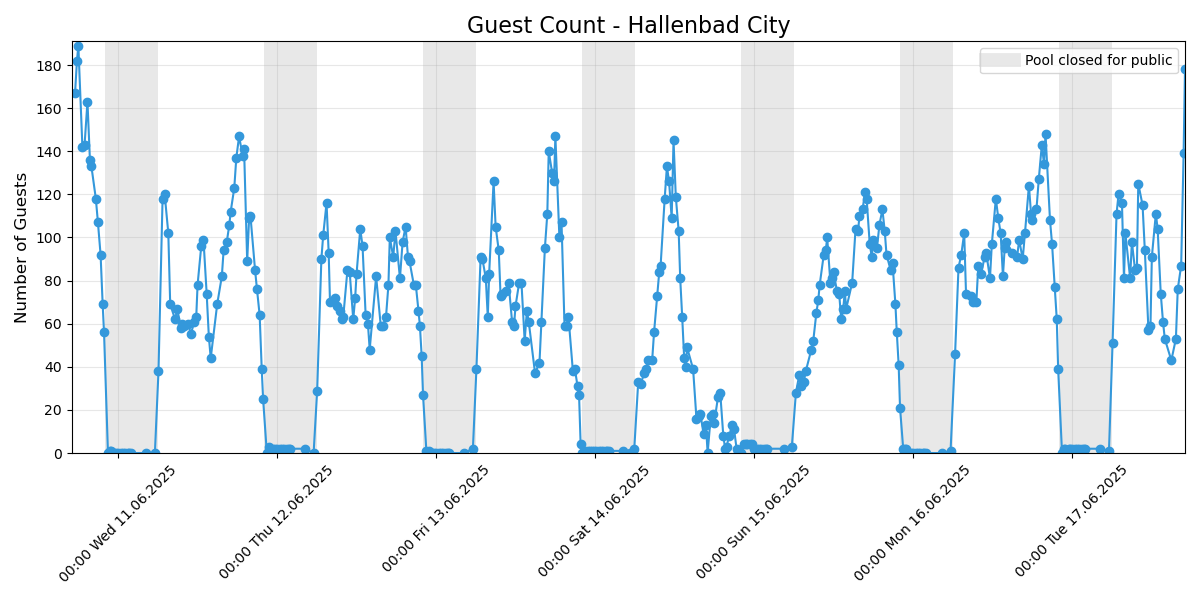 Guest Count - Hallenbad City
Pool closed for public
Number of Guests
180
160
140
120
100
80
60
40
20
0
00:00 Wed 11.06.2025
00:00 Thu 12.06.2025
00:00 Fri 13.06.2025
00:00 Sat 14.06.2025
00:00 Sun 15.06.2025
00:00 Mon 16.06.2025
00:00 Tue 17.06.2025